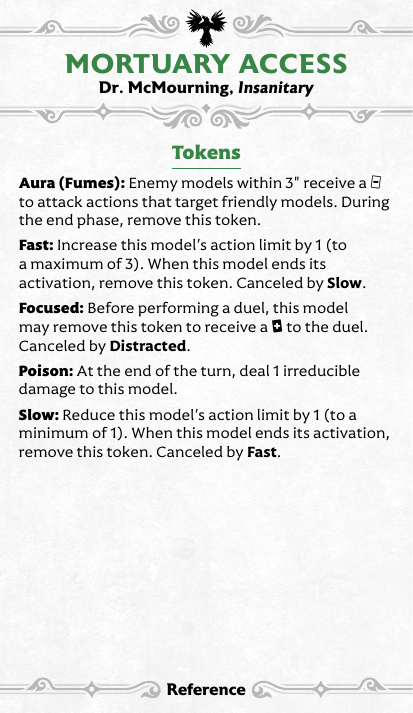 MORTUARY ACCESS
Dr. McMourning, Insanitary
Tokens
Aura (Fumes): Enemy models within 3" receive a
to attack actions that target friendly models. During
the end phase, remove this token.
Fast: Increase this model's action limit by 1 (to
a maximum of 3). When this model ends its
activation, remove this token. Canceled by Slow.
Focused: Before performing a duel, this model
may remove this token to receive a to the duel.
Canceled by Distracted.
Poison: At the end of the turn, deal 1 irreducible
damage to this model.
Slow: Reduce this model's action limit by 1 (to a
minimum of 1). When this model ends its activation,
remove this token. Canceled by Fast.
Reference